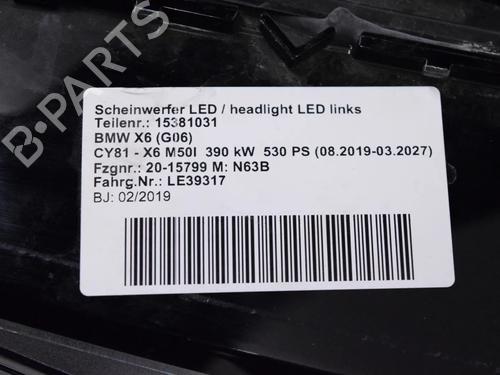 B-PARTS
Scheinwerfer LED / headlight LED links
Teilenr.: 15381031
BMW X6 (G06)
CY81 - X6 M50I 390 kW 530 PS (08.2019-03.2027)
Fzgnr.: 20-15799 M: N63B
Fahrg.Nr.: LE39317
BJ: 02/2019